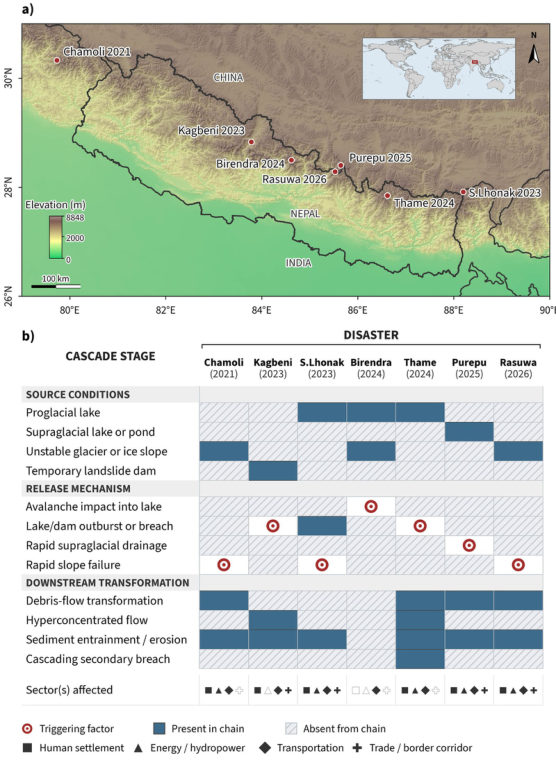 a)
N
30°N
28°N
26°N
Chamoli 2021
CHINA
Kagbeni 2023
Birendra 2024
Purepu 2025
Rasuwa 2026
Thame 2024
S.Lhonak 2023
NEPAL
INDIA
Elevation (m)
8848
2000
0
100 km
80°E 82°E 84°E 86°E 88°E 90°E
b)
DISASTER
CASCADE STAGE
Chamoli Kagbeni S.Lhonak Birendra Thame Purepu Rasuwa
(2021) (2023) (2023) (2024) (2024) (2025) (2026)
SOURCE CONDITIONS
Proglacial lake
Supraglacial lake or pond
Unstable glacier or ice slope
Temporary landslide dam
RELEASE MECHANISM
Avalanche impact into lake
Lake/dam outburst or breach
Rapid supraglacial drainage
Rapid slope failure
DOWNSTREAM TRANSFORMATION
Debris-flow transformation
Hyperconcentrated flow
Sediment entrainment / erosion
Cascading secondary breach
Sector(s) affected
Triggering factor Present in chain Absent from chain
Human settlement Energy / hydropower Transportation Trade / border corridor